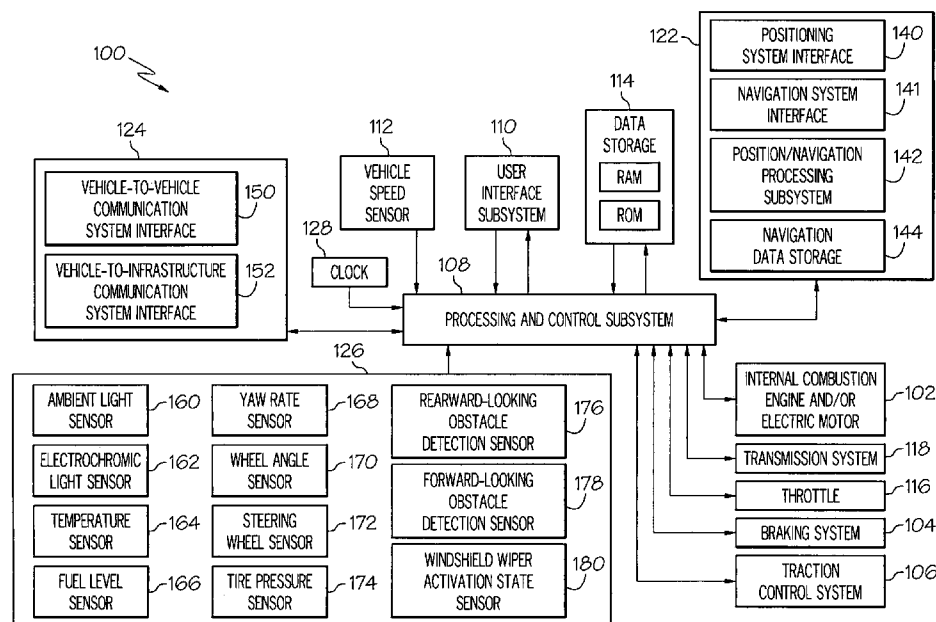 100
124
VEHICLE-TO-VEHICLE
COMMUNICATION
SYSTEM INTERFACE
150
VEHICLE-TO-INFRASTRUCTURE
COMMUNICATION
SYSTEM INTERFACE
152
112
VEHICLE
SPEED
SENSOR
110
USER
INTERFACE
SUBSYSTEM
114
DATA
STORAGE
RAM
ROM
122
POSITIONING
SYSTEM INTERFACE
140
NAVIGATION SYSTEM
INTERFACE
141
POSITION/NAVIGATION
PROCESSING
SUBSYSTEM
142
NAVIGATION
DATA STORAGE
144
128
CLOCK
108
PROCESSING AND CONTROL SUBSYSTEM
126
AMBIENT LIGHT
SENSOR
160
ELECTROCHROMIC
LIGHT SENSOR
162
TEMPERATURE
SENSOR
164
FUEL LEVEL
SENSOR
166
YAW RATE
SENSOR
168
WHEEL ANGLE
SENSOR
170
STEERING
WHEEL SENSOR
172
TIRE PRESSURE
SENSOR
174
REARWARD-LOOKING
OBSTACLE
DETECTION SENSOR
176
FORWARD-LOOKING
OBSTACLE
DETECTION SENSOR
178
WINDSHIELD WIPER
ACTIVATION STATE
SENSOR
180
INTERNAL COMBUSTION
ENGINE AND/OR
ELECTRIC MOTOR
102
TRANSMISSION SYSTEM
118
THROTTLE
116
BRAKING SYSTEM
104
TRACTION
CONTROL SYSTEM
106